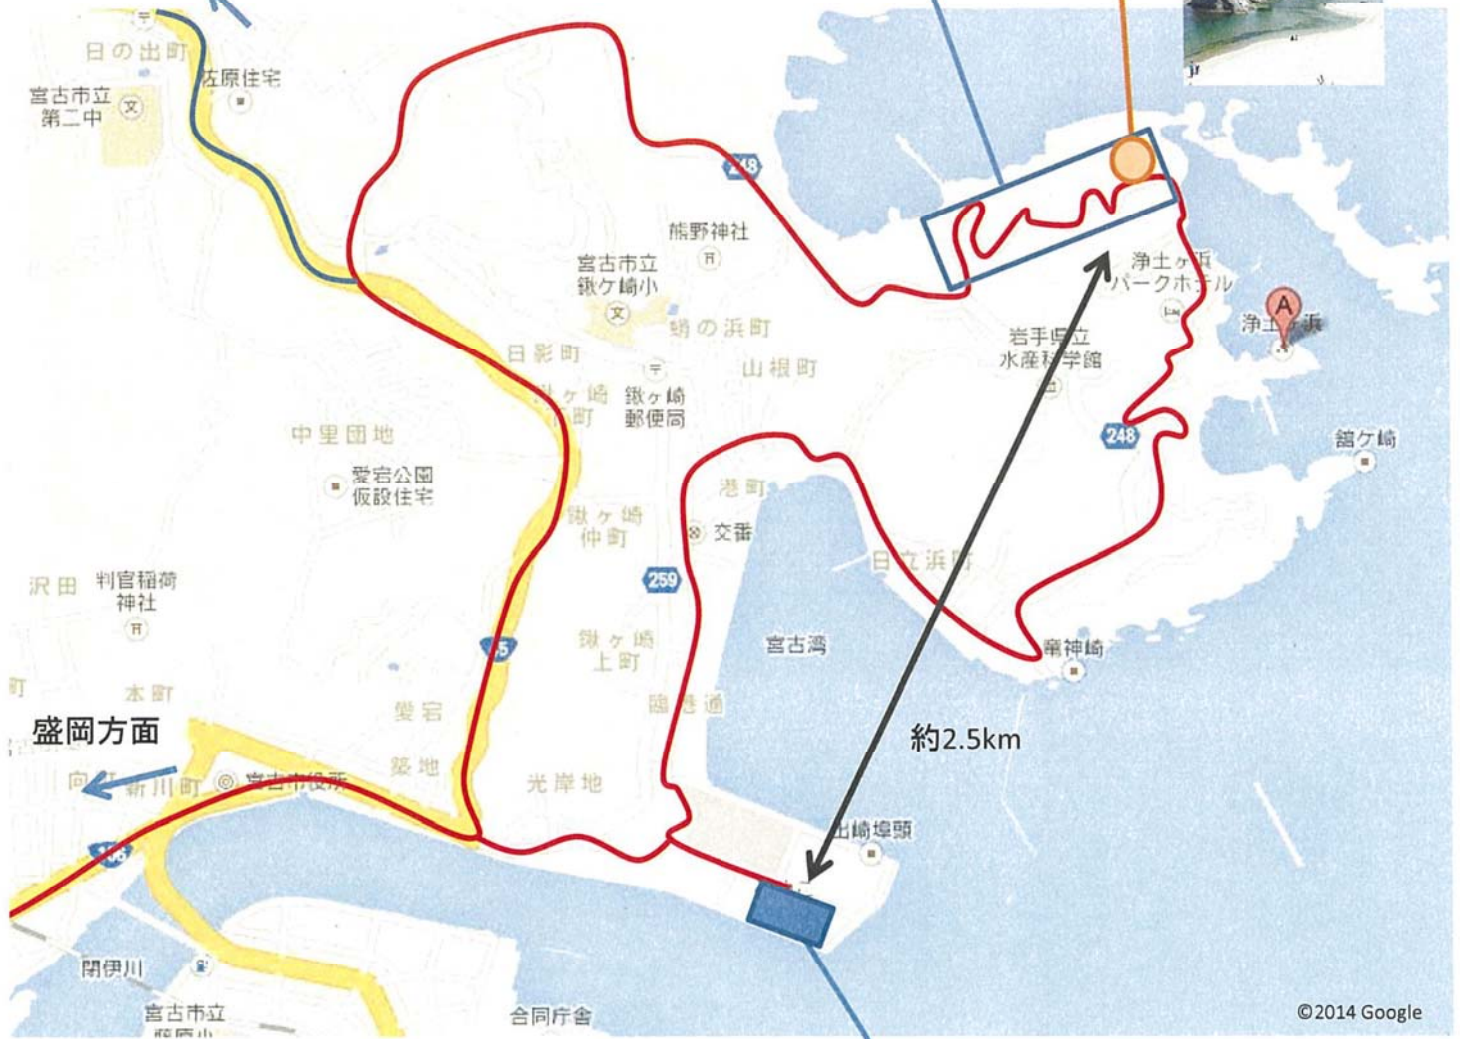 日の出町
佐原住宅
宮古市立
第二中
248
熊野神社
宮古市立
鍬ケ崎小
蛸の浜町
日影町
山根町
鍬ヶ崎
郵便局
中里団地
愛宕公園
仮設住宅
浄土ヶ浜
パークホテル
A
浄土ヶ浜
岩手県立
水産科学館
248
舘ケ崎
港町
交番
鍬ヶ崎
仲町
259
日立浜町
沢田
判官稲荷
神社
宮古湾
竜神崎
鍬ヶ崎
上町
本町
臨港通
愛宕
盛岡方面
約2.5km
築地
光岸地
新川町
宮古市役所
出崎埠頭
106
閉伊川
宮古市立
藤原小
合同庁舎
©2014 Google